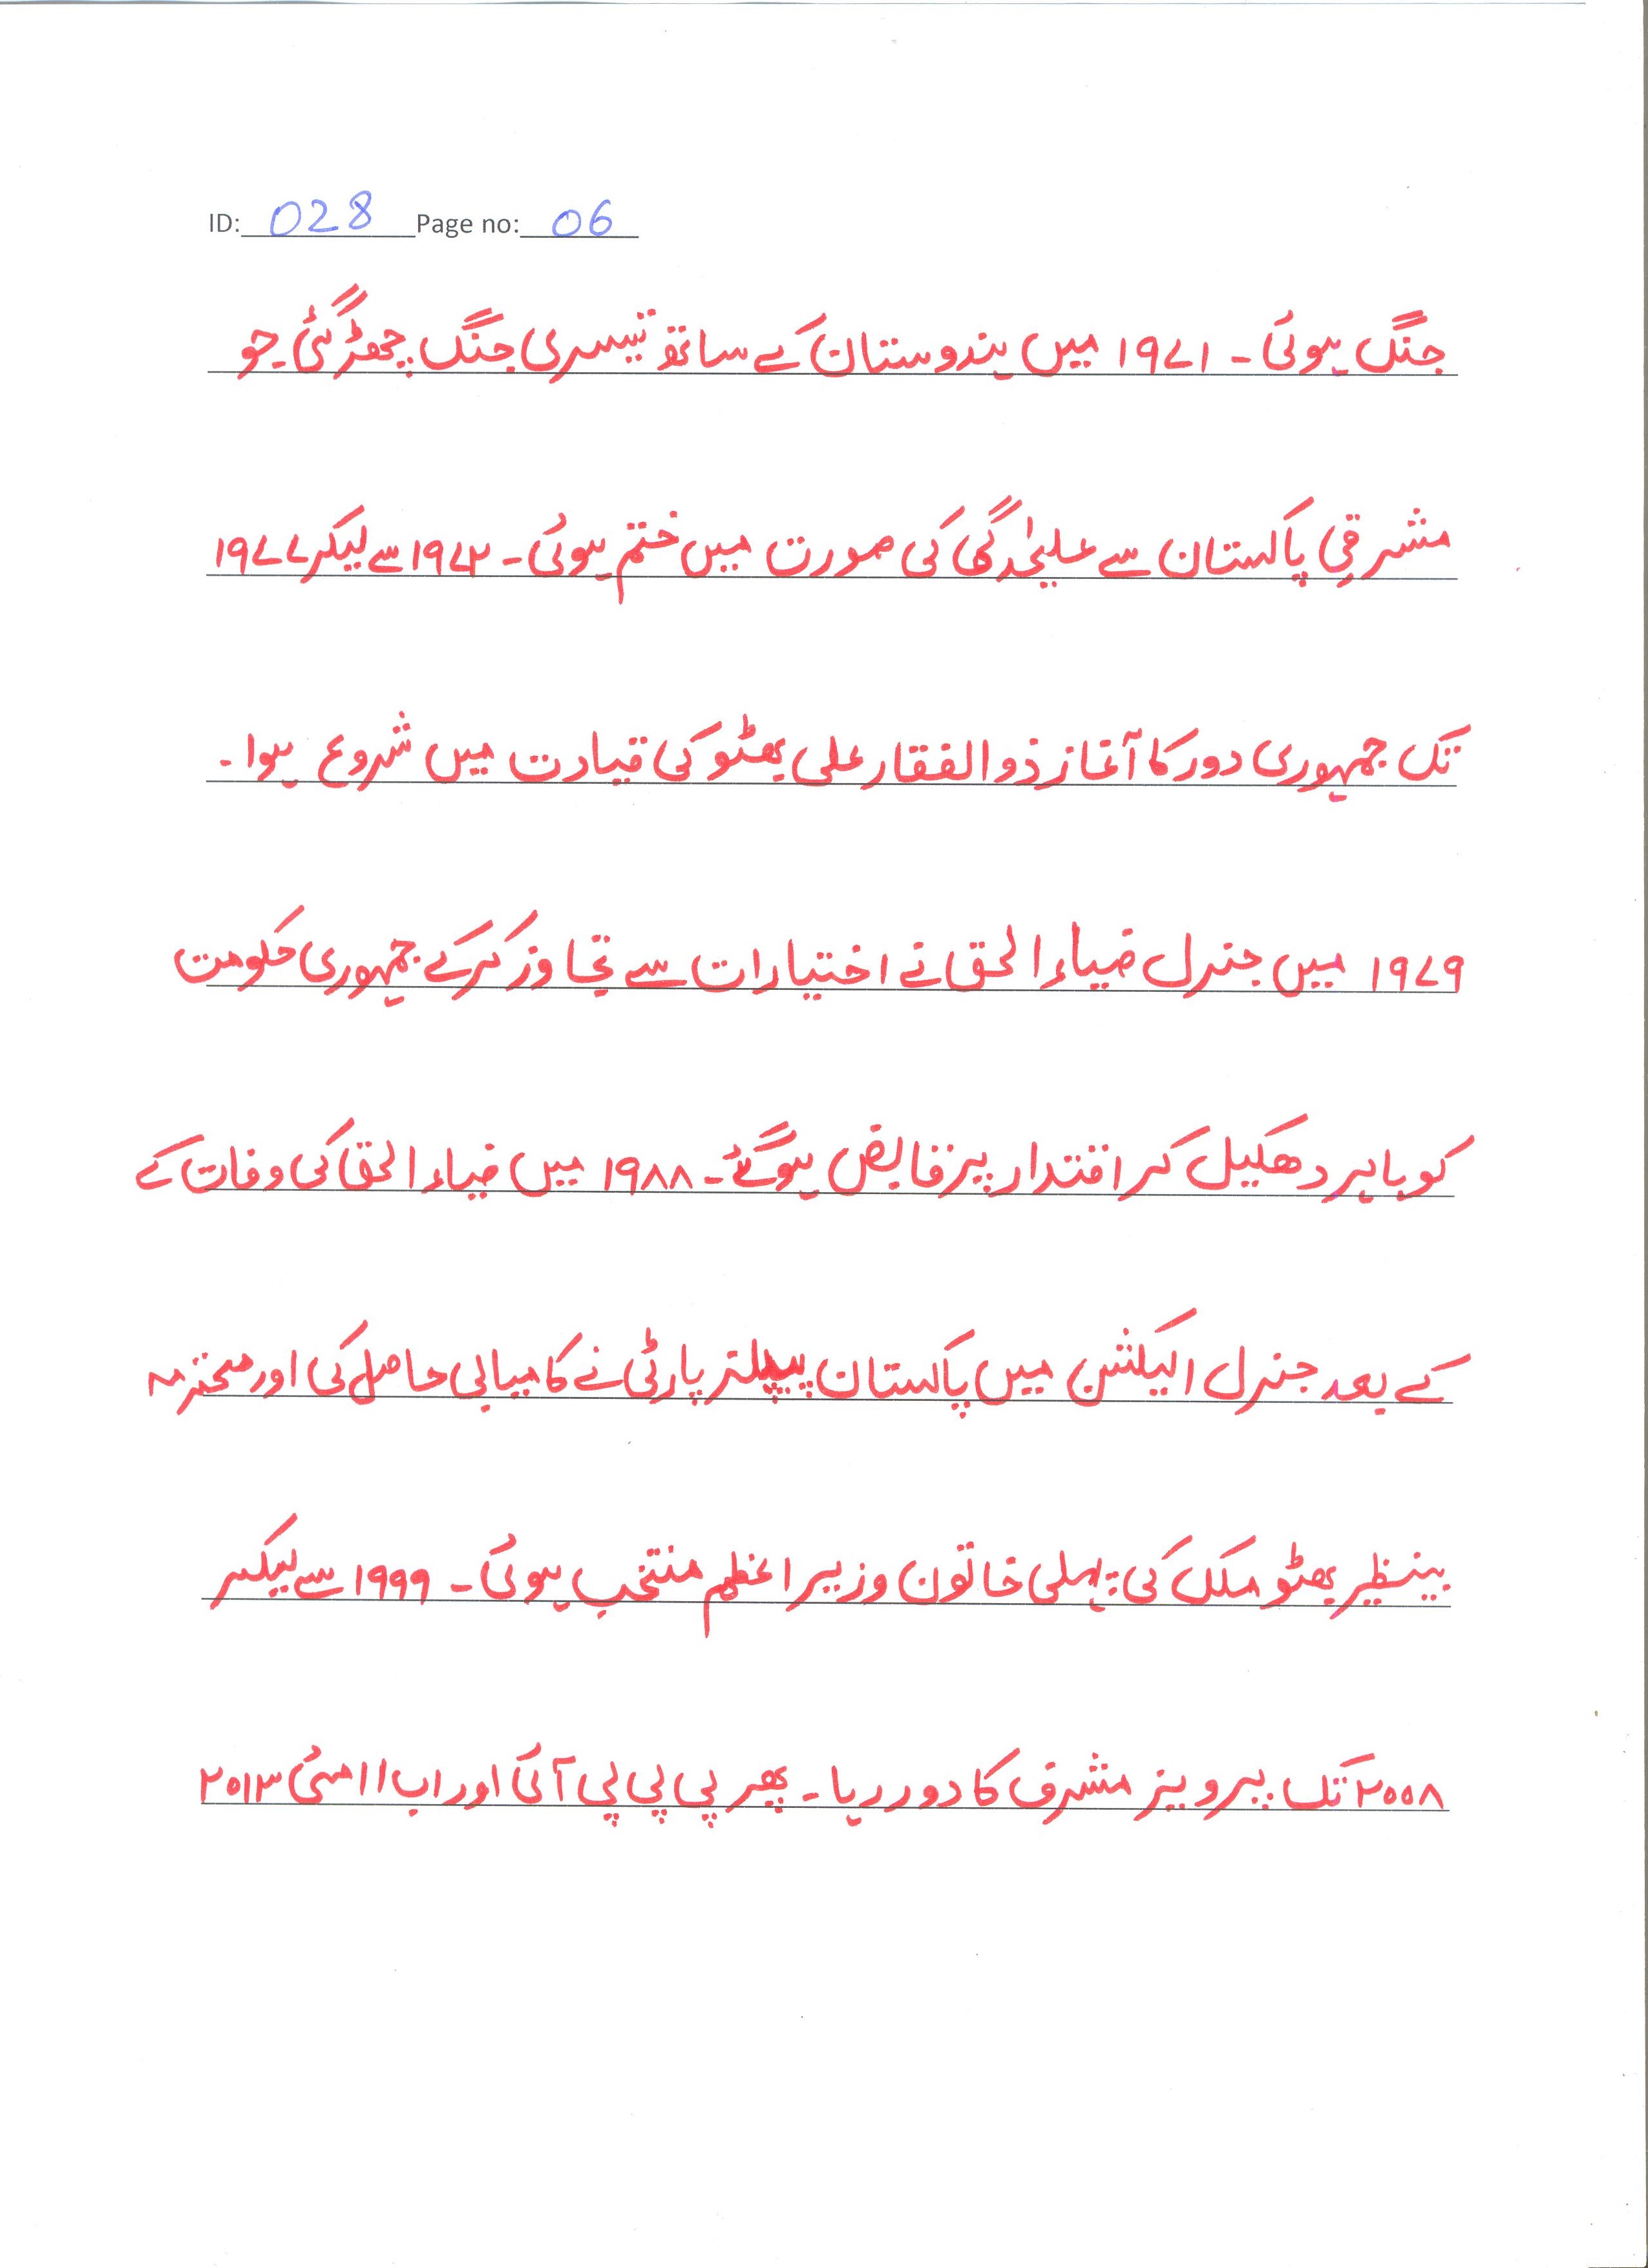 ID: 028 Page no: 06
جنگ ہوئی۔ ۱۹۷۱ میں ہندوستان کے ساتھ تیسری جنگ چھڑ گئی جو
مشرقی پاکستان سے علیٰحدگی کی صورت میں ختم ہوئی۔ ۱۹۷۲ سے لیکر ۱۹۷۷
تک جمہوری دور کا آغاز ذوالفقار علی بھٹو کی قیادت میں شروع ہوا۔
۱۹۷۹ میں جنرل ضیاء الحق نے اختیارات سے تجاوز کرکے جمہوری حکومت
کو باہر دھکیل کر اقتدار پر قابض ہوگئے۔ ۱۹۸۸ میں ضیاء الحق کی وفات کے
کے بعد جنرل الیکشن میں پاکستان پیپلز پارٹی نے کامیابی حاصل کی اور محترمہ
بینظیر بھٹو ملک کی پہلی خاتون وزیر اعظم منتخب ہوئی۔ ۱۹۹۹ سے لیکر
۲۰۰۸ تک پرویز مشرف کا دور رہا۔ پھر پی پی پی آئی اور اب ۱۱ مئی ۲۰۱۳